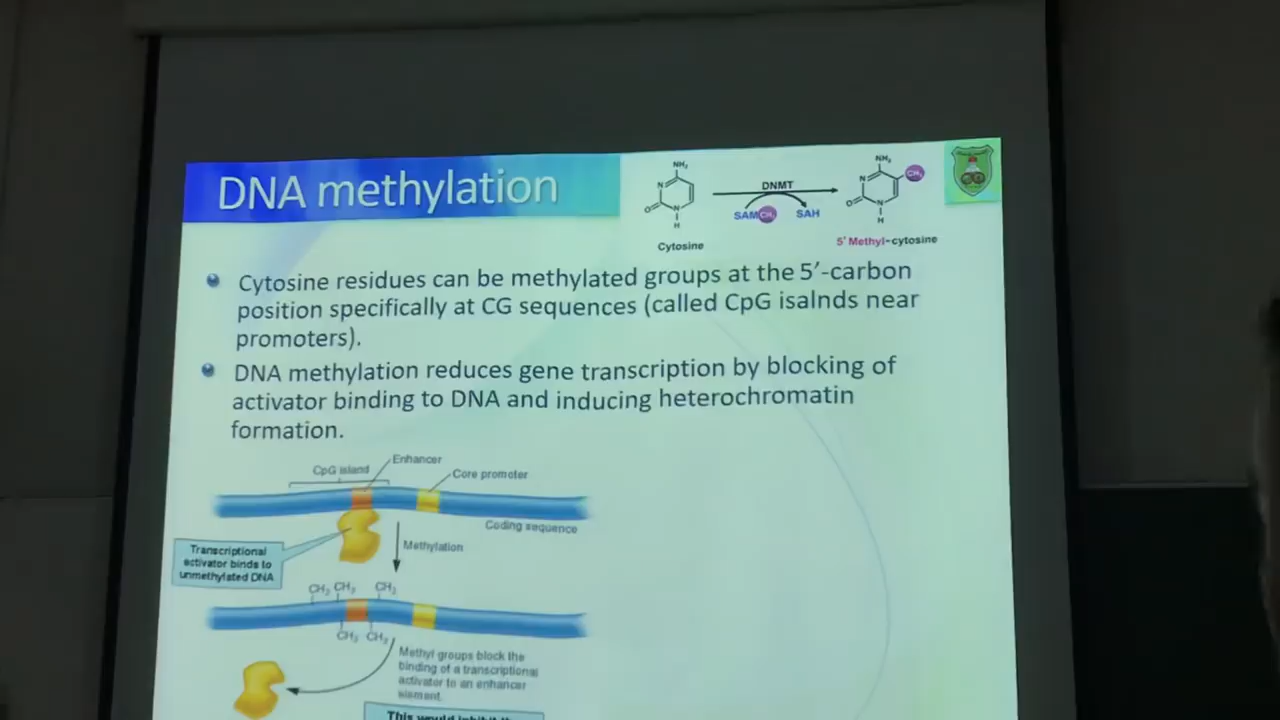 DNA methylation
NH₂
N
O
N
H
Cytosine
DNMT
SAM CH₃
SAH
NH₂
CH₃
N
O
N
H
5' Methyl-cytosine
Cytosine residues can be methylated groups at the 5′-carbon
position specifically at CG sequences (called CpG isalnds near
promoters).
DNA methylation reduces gene transcription by blocking of
activator binding to DNA and inducing heterochromatin
formation.
CpG island
Enhancer
Core promoter
Coding sequence
Transcriptional
activator binds to
unmethylated DNA
Methylation
CH₃ CH₃ CH₃
CH₃ CH₃
Methyl groups block the
binding of a transcriptional
activator to an enhancer
element.
This would inhibit